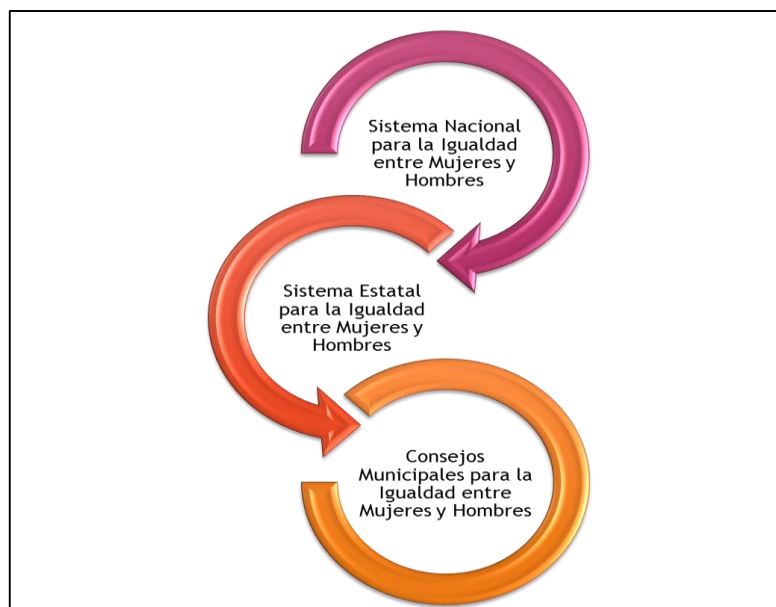 Sistema Nacional
para la Igualdad
entre Mujeres y
Hombres
Sistema Estatal
para la Igualdad
entre Mujeres y
Hombres
Consejos
Municipales para la
Igualdad entre
Mujeres y Hombres